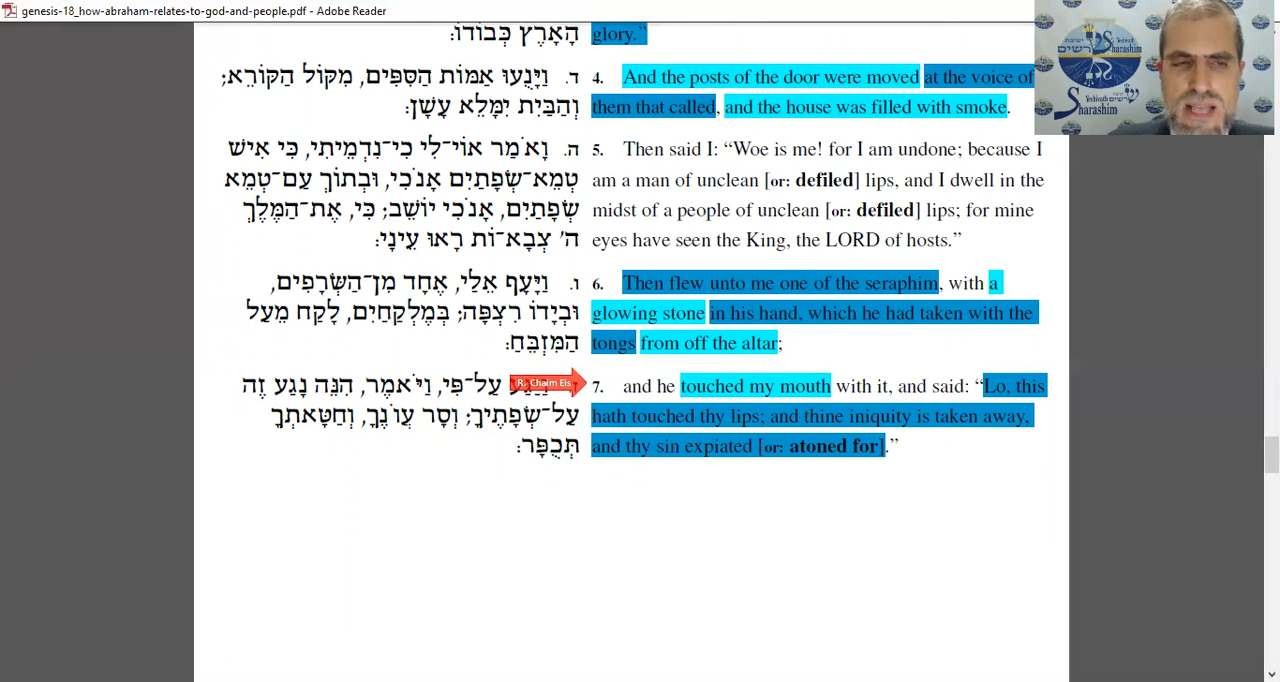 genesis-18_how-abraham-relates-to-god-and-people.pdf - Adobe Reader
הָאָרֶץ כְּבוֹדוֹ:
glory.”
ד. וַיָּנֻעוּ אַמּוֹת הַסִּפִּים, מִקּוֹל הַקּוֹרֵא;
וְהַבַּיִת יִמָּלֵא עָשָׁן:
4. And the posts of the door were moved at the voice of
them that called, and the house was filled with smoke.
ה. וָאֹמַר אוֹי־לִי כִי־נִדְמֵיתִי, כִּי אִישׁ
טְמֵא־שְׂפָתַיִם אָנֹכִי, וּבְתוֹךְ עַם־טְמֵא
שְׂפָתַיִם, אָנֹכִי יוֹשֵׁב; כִּי, אֶת־הַמֶּלֶךְ
ה' צְבָא־וֹת רָאוּ עֵינָי:
5. Then said I: “Woe is me! for I am undone; because I
am a man of unclean [or: defiled] lips, and I dwell in the
midst of a people of unclean [or: defiled] lips; for mine
eyes have seen the King, the LORD of hosts.”
ו. וַיָּעָף אֵלַי, אֶחָד מִן־הַשְּׂרָפִים,
וּבְיָדוֹ רִצְפָּה; בְּמֶלְקַחַיִם, לָקַח מֵעַל
הַמִּזְבֵּחַ:
6. Then flew unto me one of the seraphim, with a
glowing stone in his hand, which he had taken with the
tongs from off the altar;
עַל־פִּי, וַיֹּאמֶר, הִנֵּה נָגַע זֶה
עַל־שְׂפָתֶיךָ; וְסָר עֲוֹנֶךָ, וְחַטָּאתְךָ
תְּכֻפָּר:
R. Chaim Eis
7. and he touched my mouth with it, and said: “Lo, this
hath touched thy lips; and thine iniquity is taken away,
and thy sin expiated [or: atoned for].”
Yeshivath
Sharashim
שרשים